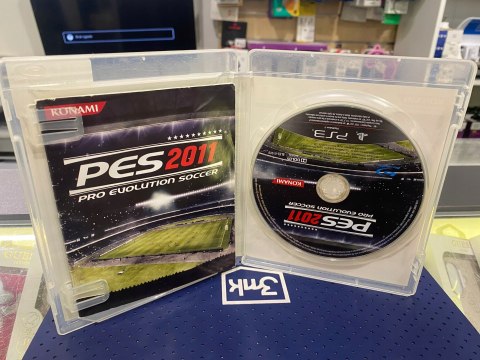 KONAMI
PES 2011
PRO EVOLUTION SOCCER
PS3
KONAMI
PES 2011
PRO EVOLUTION SOCCER
3mk